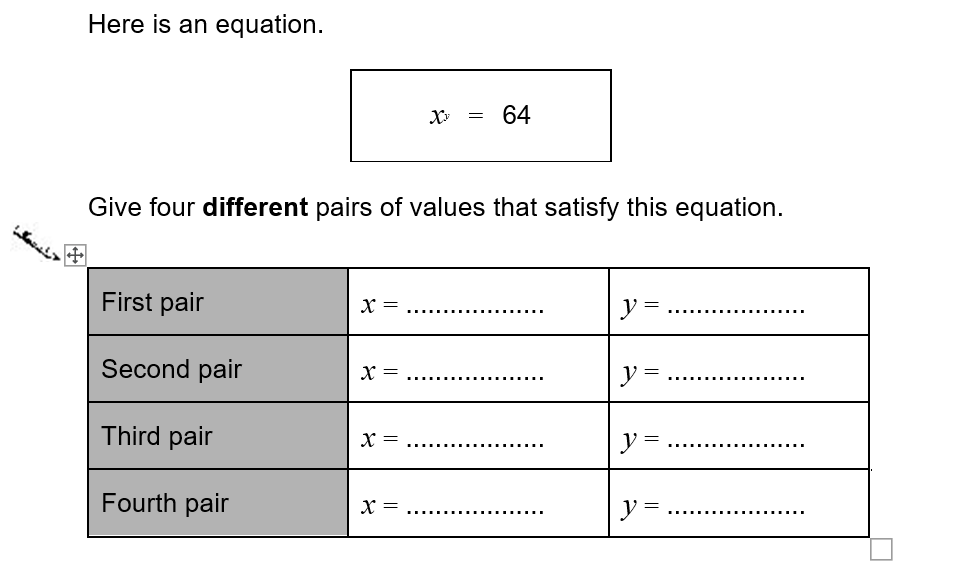 Here is an equation.
xʸ = 64
Give four different pairs of values that satisfy this equation.
First pair x = ................... y = ...................
Second pair x = ................... y = ...................
Third pair x = ................... y = ...................
Fourth pair x = ................... y = ...................